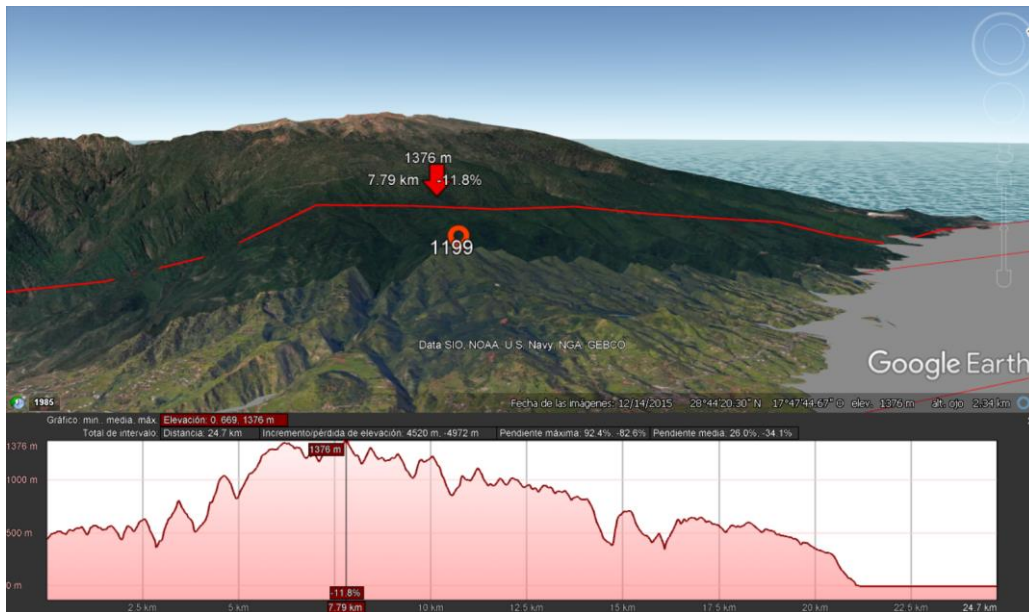 1376 m
7.79 km -11.8%
1199
Data SIO, NOAA, U.S. Navy, NGA, GEBCO
Google Earth
1985
Fecha de las imágenes: 12/14/2015 28°44'20.30" N 17°47'44.67" O elev. 1376 m alt. ojo 2.34 km
Gráfico: mín., media, máx. Elevación: 0, 669, 1376 m
Total de intervalo: Distancia: 24.7 km Incremento/pérdida de elevación: 4520 m, -4972 m Pendiente máxima: 92.4%, -82.6% Pendiente media: 26.0%, -34.1%
1376 m
1376 m
1000 m
500 m
0 m
-11.8%
2.5 km 5 km 7.79 km 10 km 12.5 km 15 km 17.5 km 20 km 22.5 km 24.7 km